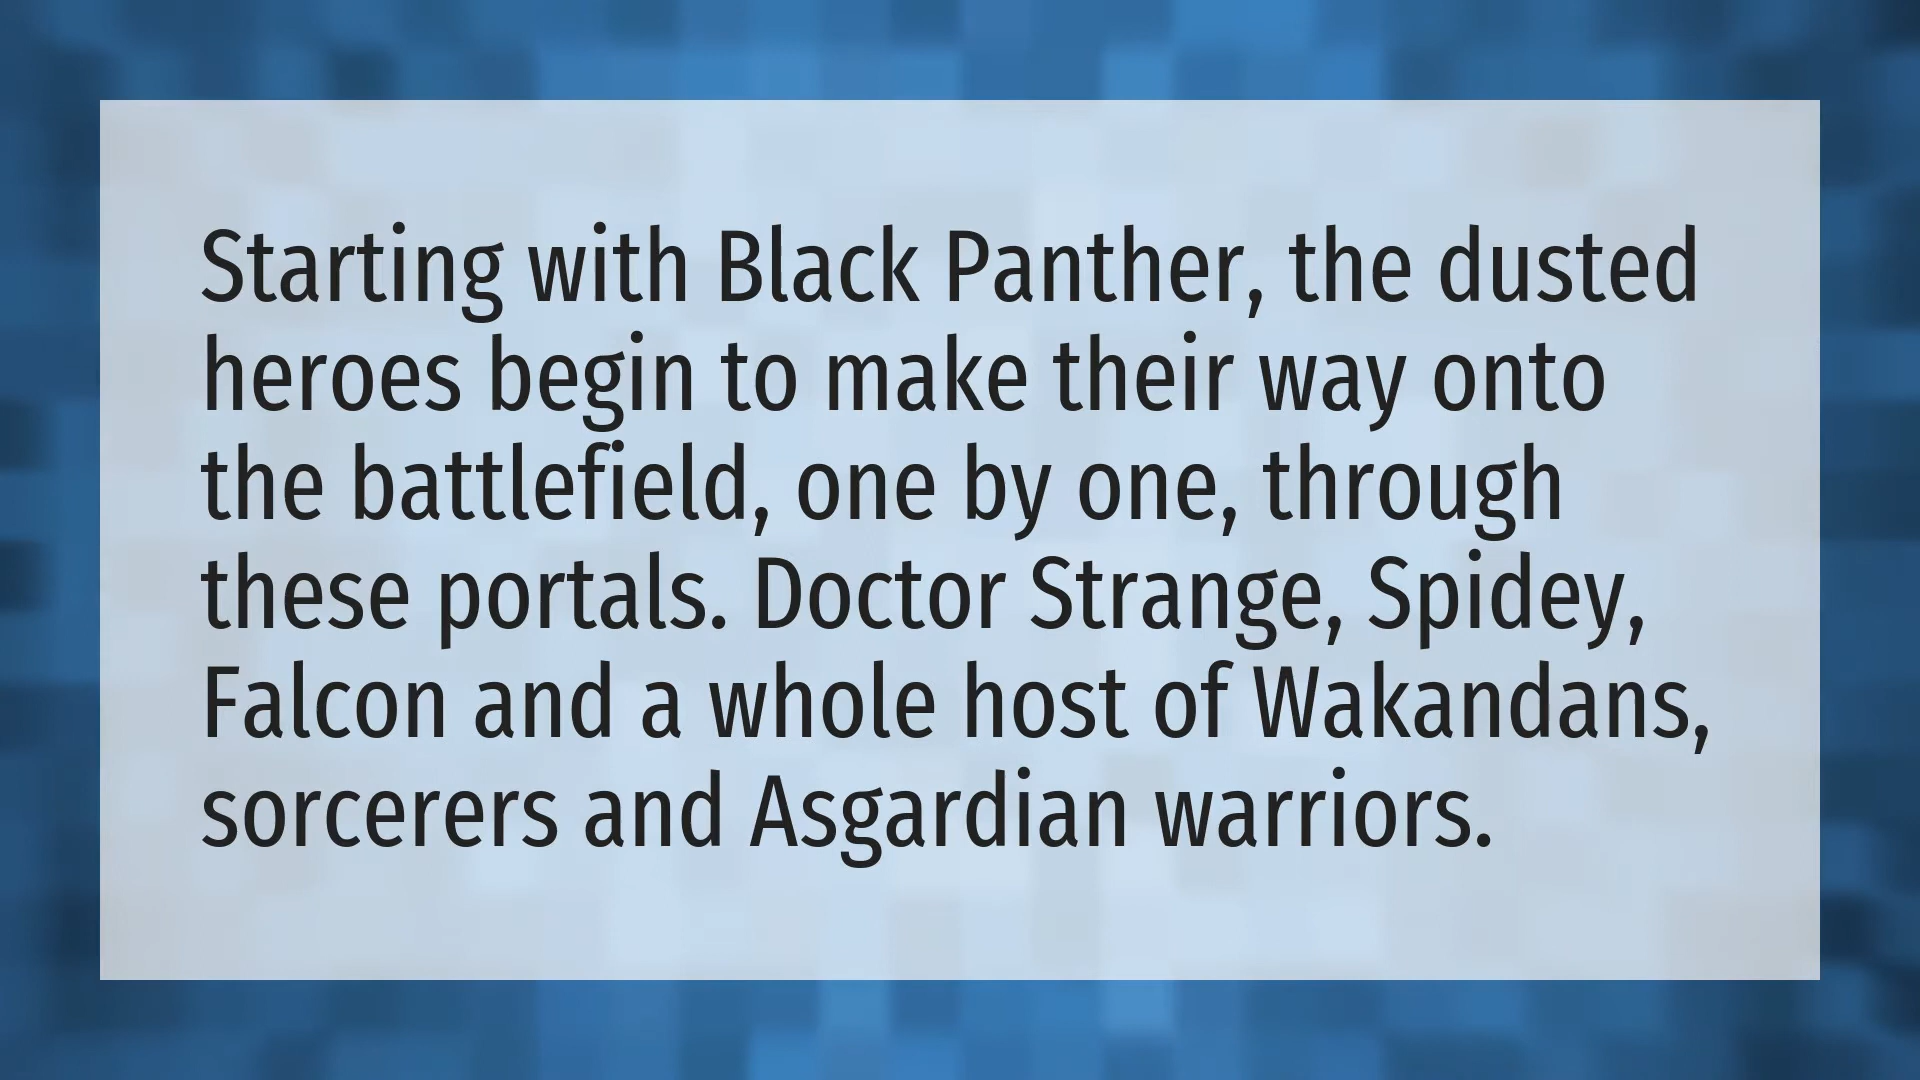 Starting with Black Panther, the dusted
heroes begin to make their way onto
the battlefield, one by one, through
these portals. Doctor Strange, Spidey,
Falcon and a whole host of Wakandans,
sorcerers and Asgardian warriors.